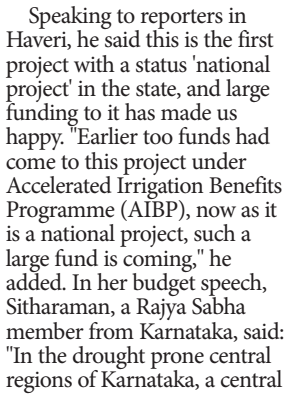 Speaking to reporters in
Haveri, he said this is the first
project with a status 'national
project' in the state, and large
funding to it has made us
happy. "Earlier too funds had
come to this project under
Accelerated Irrigation Benefits
Programme (AIBP), now as it
is a national project, such a
large fund is coming," he
added. In her budget speech,
Sitharaman, a Rajya Sabha
member from Karnataka, said:
"In the drought prone central
regions of Karnataka, a central